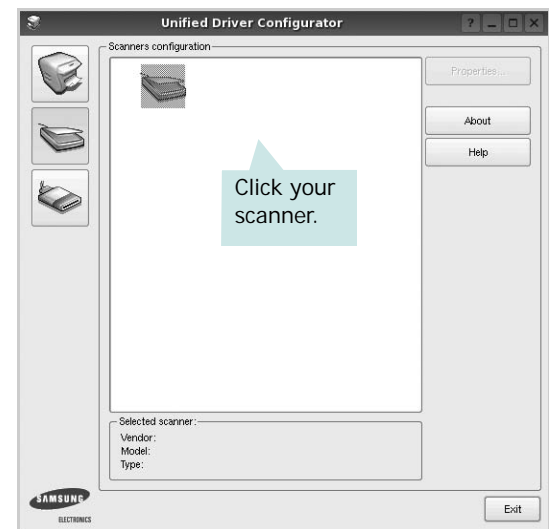 Unified Driver Configurator
Scanners configuration
Properties...
About
Help
Click your
scanner.
Selected scanner:
Vendor:
Model:
Type:
SAMSUNG
ELECTRONICS
Exit